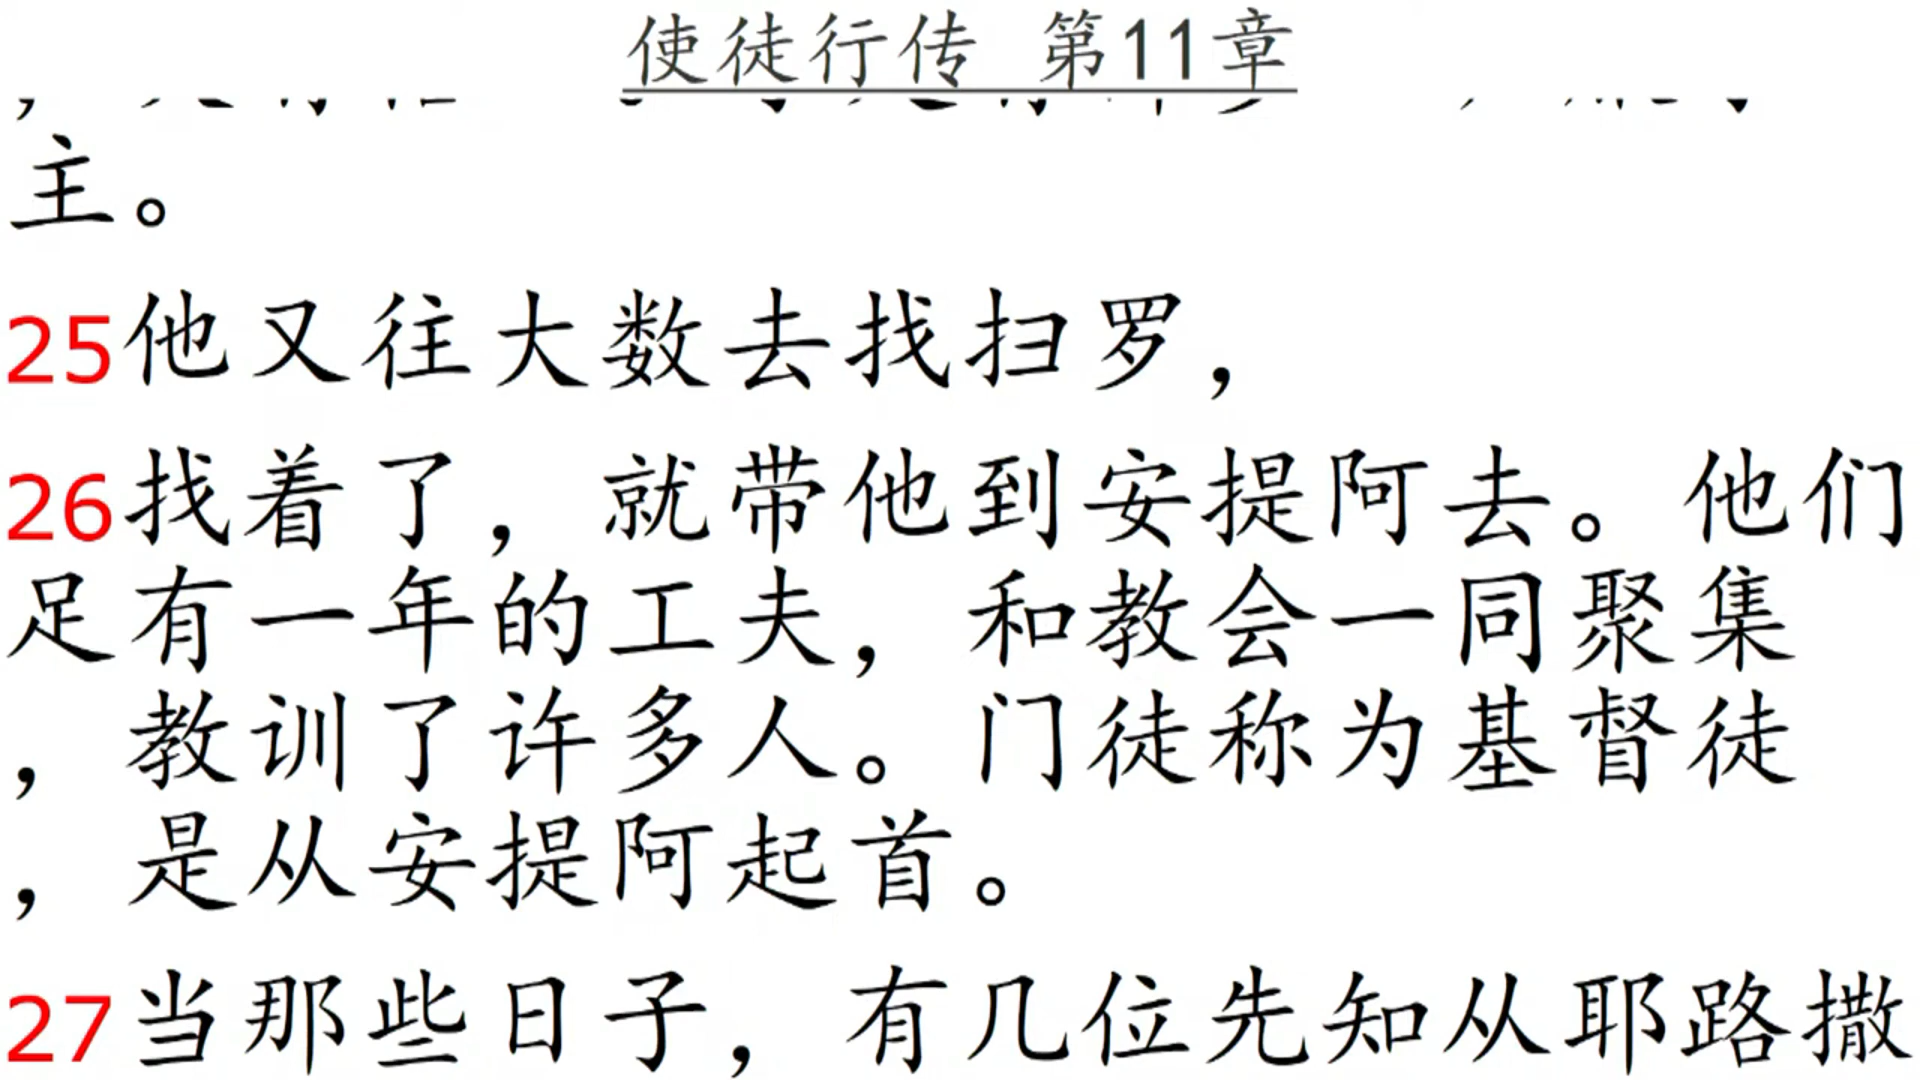 使徒行传 第11章
主。
25他又往大数去找扫罗，
26找着了，就带他到安提阿去。他们
足有一年的工夫，和教会一同聚集
，教训了许多人。门徒称为基督徒
，是从安提阿起首。
27当那些日子，有几位先知从耶路撒